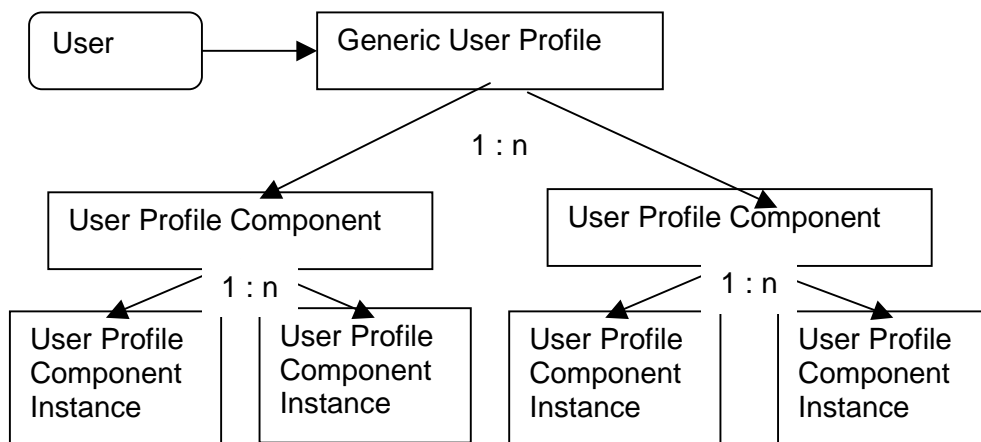 User
Generic User Profile
1 : n
User Profile Component
User Profile Component
1 : n
1 : n
User Profile
Component
Instance
User Profile
Component
Instance
User Profile
Component
Instance
User Profile
Component
Instance